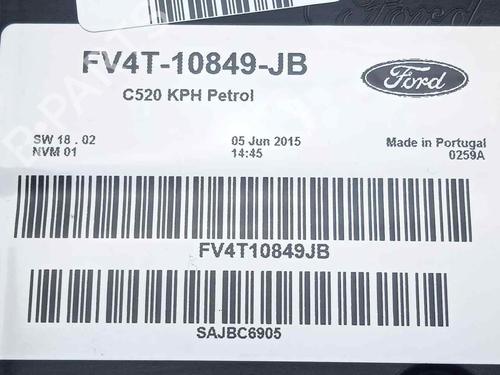 Ford
FV4T-10849-JB
C520 KPH Petrol
Ford
SW 18 . 02
NVM 01
05 Jun 2015
14:45
Made in Portugal
0259A
FV4T10849JB
SAJBC6905